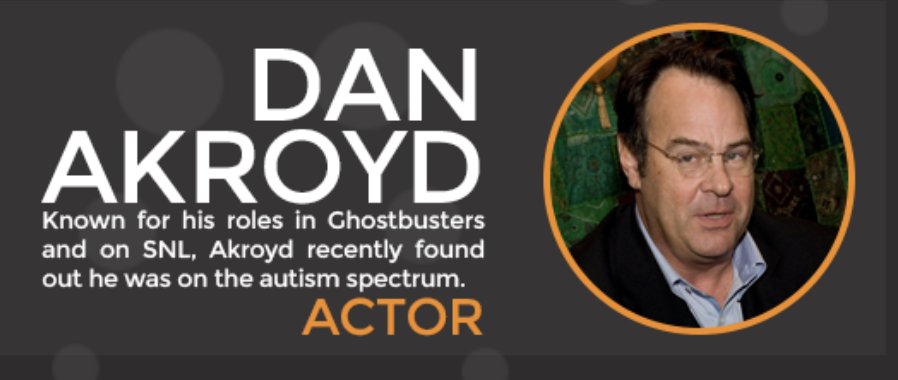 DAN
AKROYD
Known for his roles in Ghostbusters
and on SNL, Akroyd recently found
out he was on the autism spectrum.
ACTOR